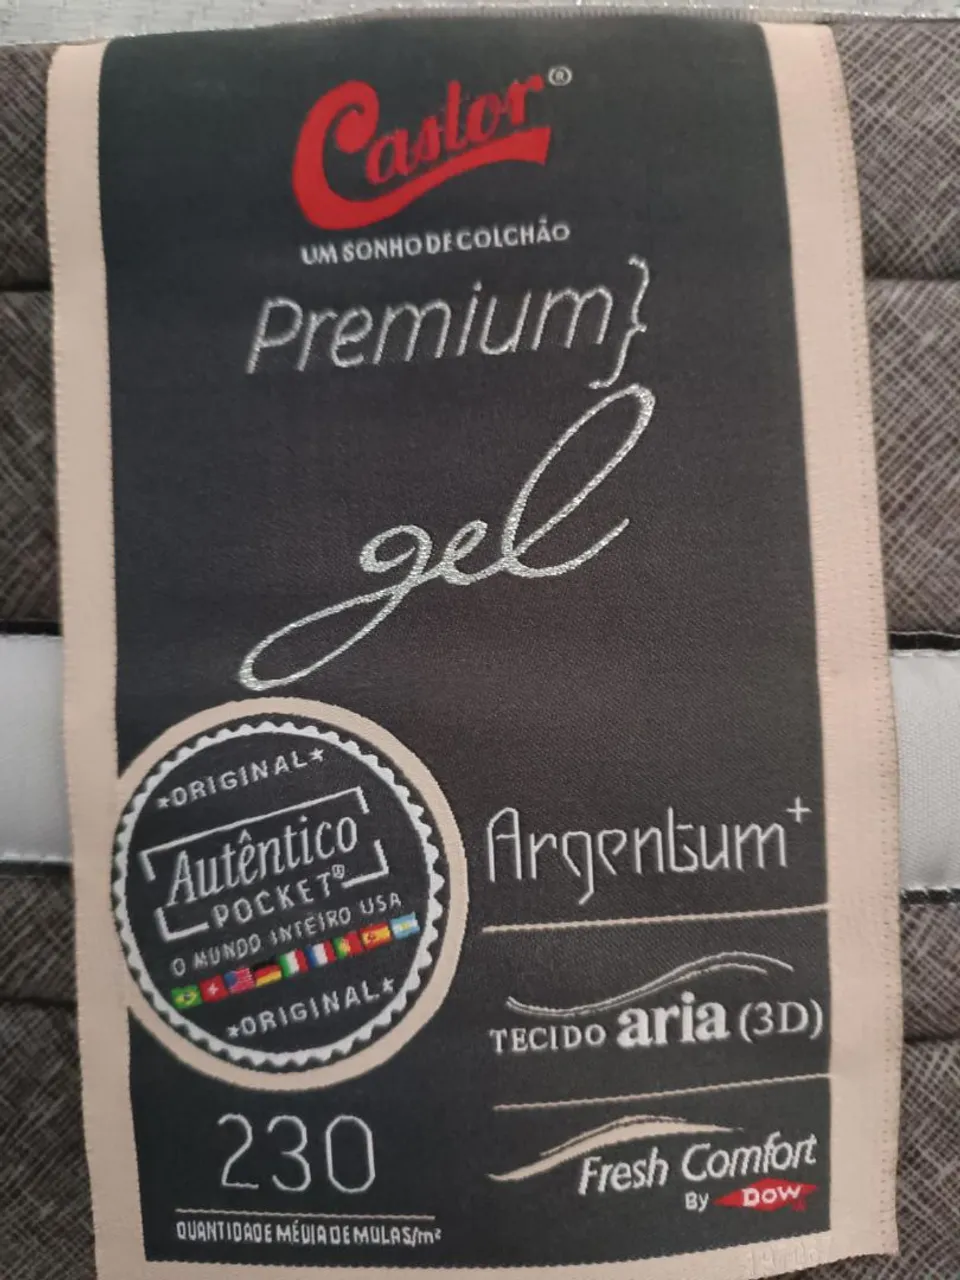 Castor®
UM SONHO DE COLCHÃO
Premium}
gel
★ORIGINAL★
Autêntico
POCKET®
O MUNDO INTEIRO USA
★ORIGINAL★
230
QUANTIDADE MÉDIA DE MOLAS/m²
Argentum+
TECIDO aria (3D)
Fresh Comfort
By DOW